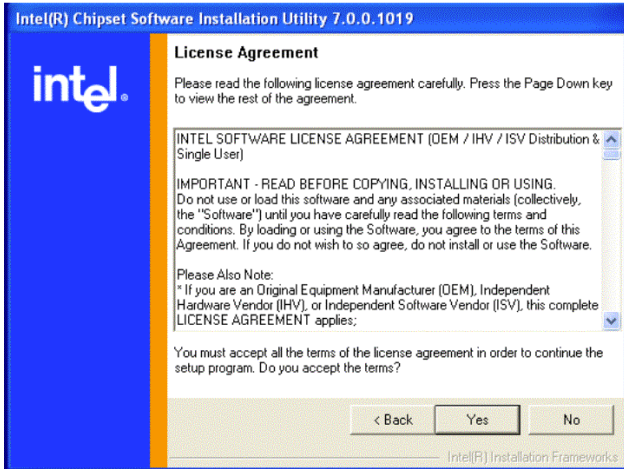 Intel(R) Chipset Software Installation Utility 7.0.0.1019
intel.
License Agreement
Please read the following license agreement carefully. Press the Page Down key
to view the rest of the agreement.
INTEL SOFTWARE LICENSE AGREEMENT (OEM / IHV / ISV Distribution &
Single User)
IMPORTANT - READ BEFORE COPYING, INSTALLING OR USING.
Do not use or load this software and any associated materials (collectively,
the "Software") until you have carefully read the following terms and
conditions. By loading or using the Software, you agree to the terms of this
Agreement. If you do not wish to so agree, do not install or use the Software.
Please Also Note:
* If you are an Original Equipment Manufacturer (OEM), Independent
Hardware Vendor (IHV), or Independent Software Vendor (ISV), this complete
LICENSE AGREEMENT applies;
You must accept all the terms of the license agreement in order to continue the
setup program. Do you accept the terms?
< Back Yes No
Intel(R) Installation Frameworks